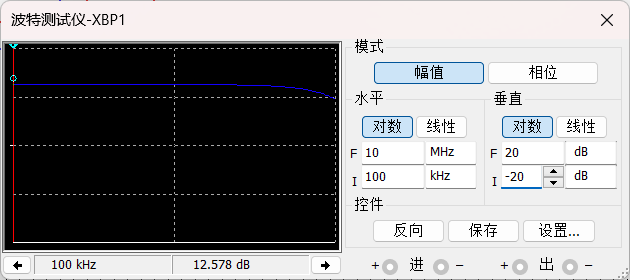 波特测试仪-XBP1
模式
幅值 相位
水平 垂直
对数 线性 对数 线性
F 10 MHz F 20 dB
I 100 kHz I -20 dB
控件
反向 保存 设置...
100 kHz 12.578 dB + 进 − + 出 −